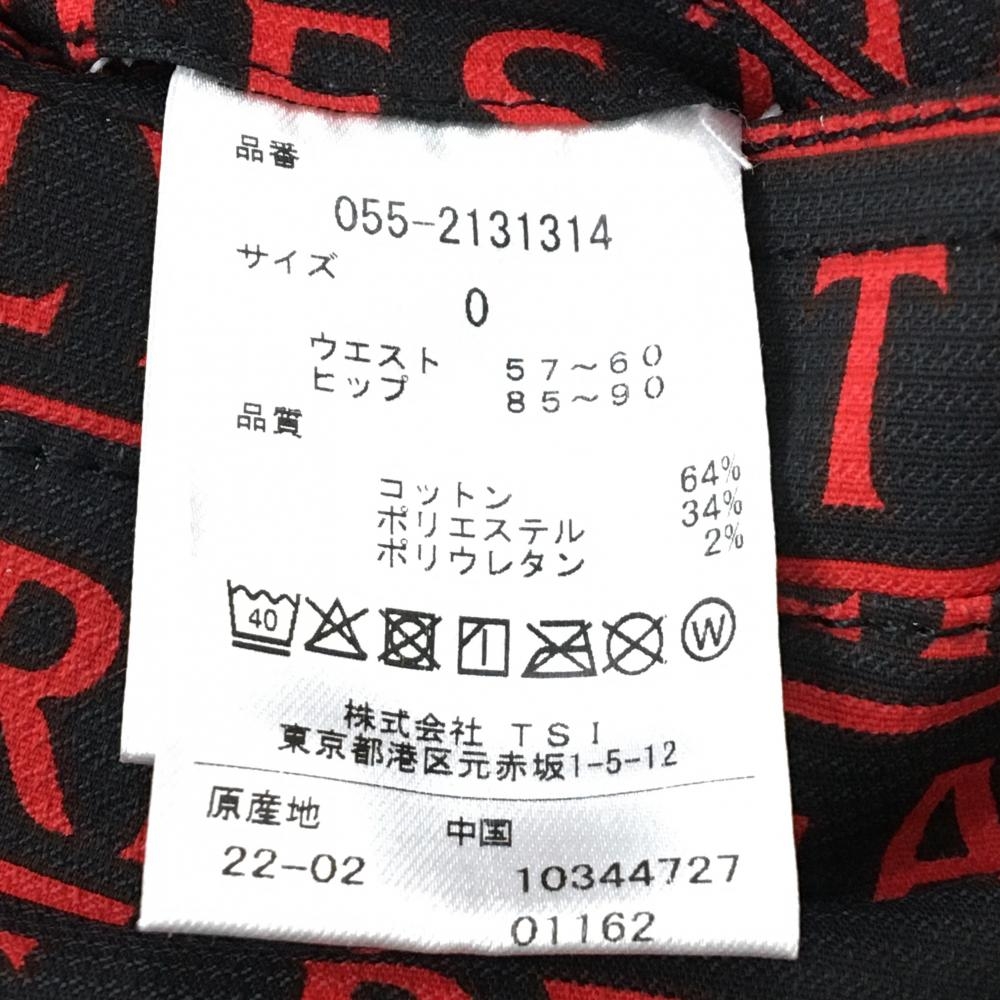 品番
055-2131314
サイズ
0
ウエスト 57～60
ヒップ 85～90
品質
コットン 64%
ポリエステル 34%
ポリウレタン 2%
40
W
株式会社 TSI
東京都港区元赤坂1-5-12
原産地 中国
22-02 10344727
01162